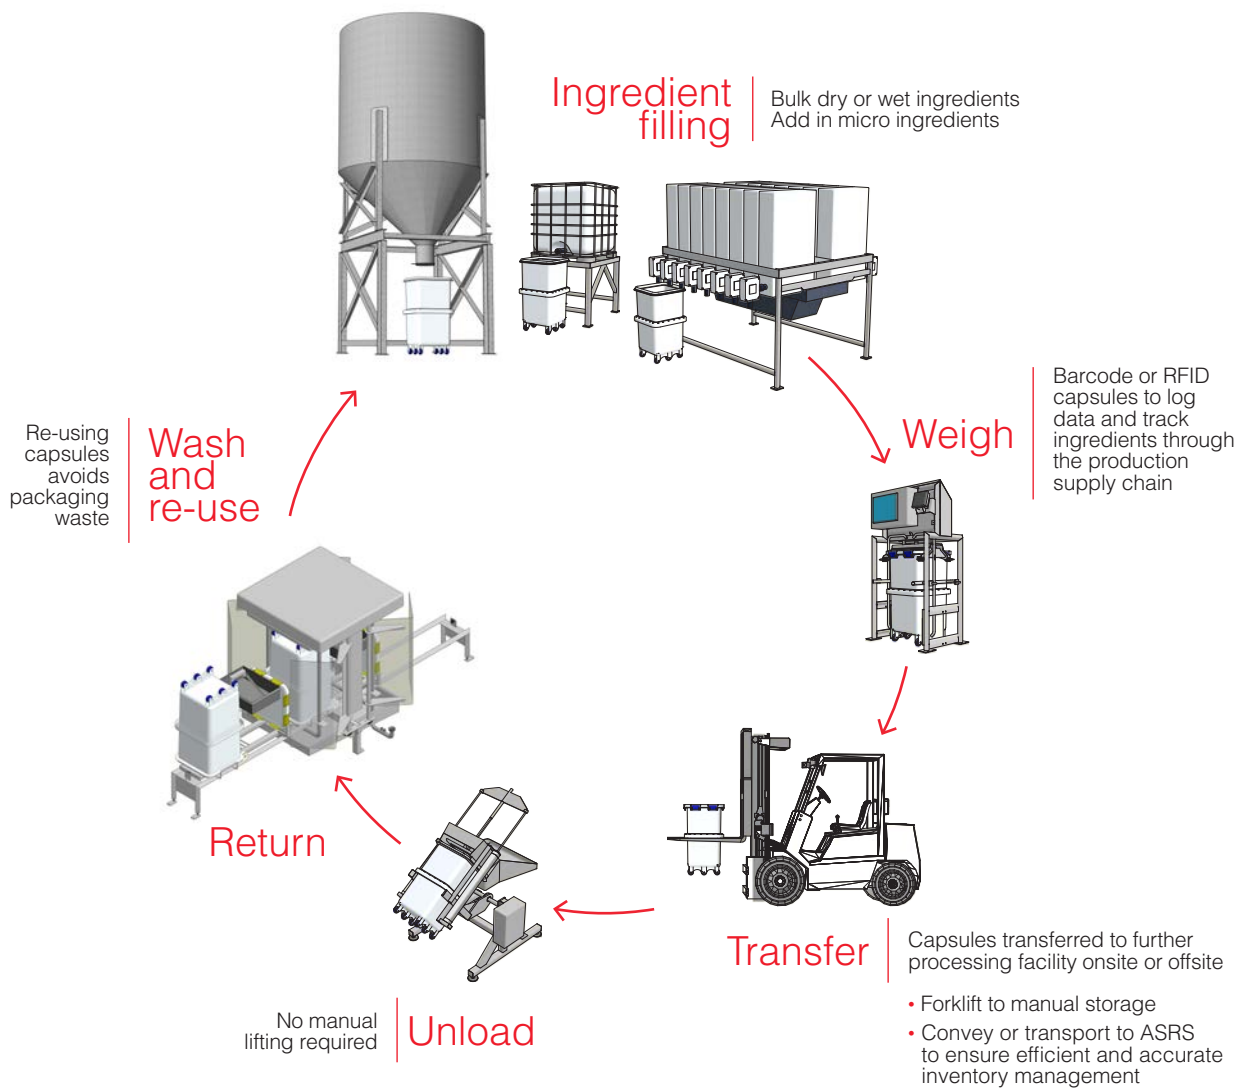 Ingredient
filling
Bulk dry or wet ingredients
Add in micro ingredients
Weigh
Barcode or RFID
capsules to log
data and track
ingredients through
the production
supply chain
Transfer
Capsules transferred to further
processing facility onsite or offsite
• Forklift to manual storage
• Convey or transport to ASRS
to ensure efficient and accurate
inventory management
No manual
lifting required
Unload
Return
Re-using
capsules
avoids
packaging
waste
Wash
and
re-use